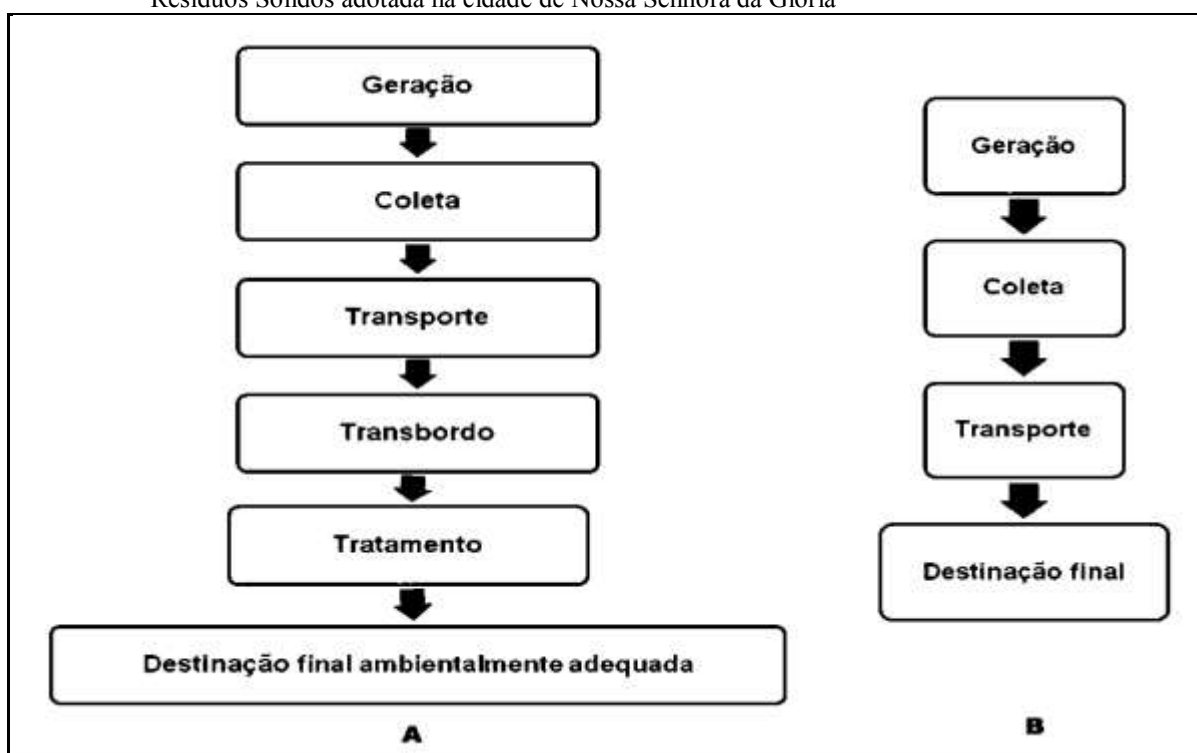 Resíduos Sólidos adotada na cidade de Nossa Senhora da Glória
Geração
Coleta
Transporte
Transbordo
Tratamento
Destinação final ambientalmente adequada
A
Geração
Coleta
Transporte
Destinação final
B